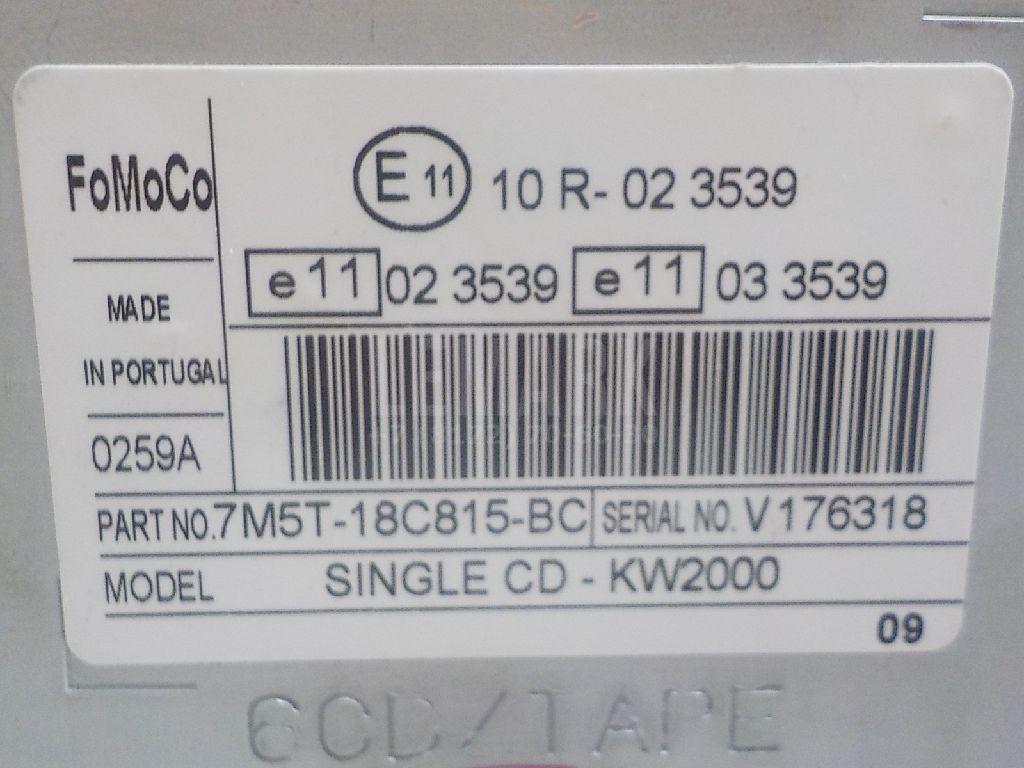 FoMoCo
E 11 10 R- 02 3539
e 11 02 3539 e 11 03 3539
MADE
IN PORTUGAL
0259A
PART NO. 7M5T-18C815-BC SERIAL NO. V176318
MODEL SINGLE CD - KW2000
09
6CD/TAPE